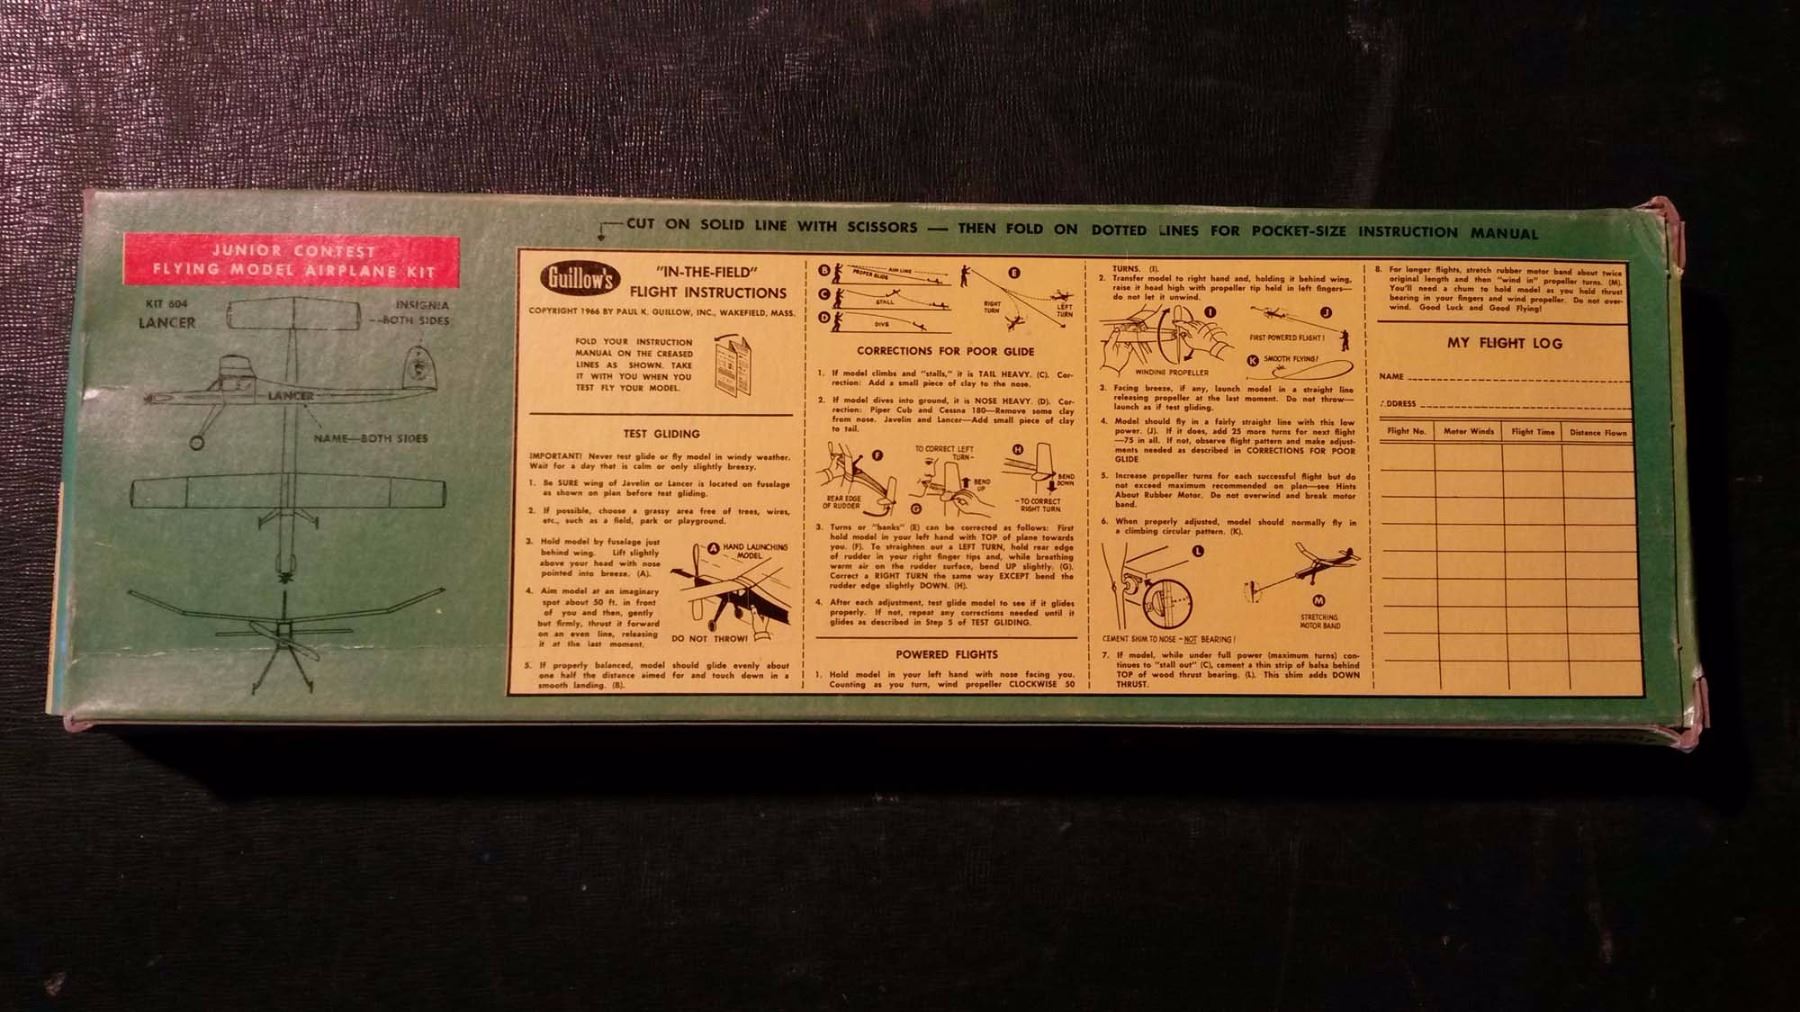 CUT ON SOLID LINE WITH SCISSORS — THEN FOLD ON DOTTED LINES FOR POCKET-SIZE INSTRUCTION MANUAL
JUNIOR CONTEST
FLYING MODEL AIRPLANE KIT
KIT 604
LANCER
INSIGNIA
—BOTH SIDES
LANCER
NAME—BOTH SIDES
Guillow's
"IN-THE-FIELD"
FLIGHT INSTRUCTIONS
COPYRIGHT 1966 BY PAUL K. GUILLOW, INC., WAKEFIELD, MASS.
FOLD YOUR INSTRUCTION
MANUAL ON THE CREASED
LINES AS SHOWN. TAKE
IT WITH YOU WHEN YOU
TEST FLY YOUR MODEL.
TEST GLIDING
IMPORTANT! Never test glide or fly model in windy weather.
Wait for a day that is calm or only slightly breezy.
1. Be SURE wing of Javelin or Lancer is located on fuselage
as shown on plan before test gliding.
2. If possible, choose a grassy area free of trees, wires,
etc., such as a field, park or playground.
3. Hold model by fuselage just
behind wing. Lift slightly
above your head with nose
pointed into breeze. (A).
A HAND LAUNCHING
MODEL
4. Aim model at an imaginary
spot about 50 ft. in front
of you and then, gently
but firmly, thrust it forward
on an even line, releasing
it at the last moment.
DO NOT THROW!
5. If properly balanced, model should glide evenly about
one half the distance aimed for and touch down in a
smooth landing. (B).
B
AIM LINE
PROPER GLIDE
C
STALL
D
DIVE
E
RIGHT
TURN
LEFT
TURN
CORRECTIONS FOR POOR GLIDE
1. If model climbs and "stalls," it is TAIL HEAVY. (C). Cor-
rection: Add a small piece of clay to the nose.
2. If model dives into ground, it is NOSE HEAVY. (D). Cor-
rection: Piper Cub and Cessna 180—Remove some clay
from nose. Javelin and Lancer—Add small piece of clay
to tail.
F
REAR EDGE
OF RUDDER
TO CORRECT LEFT
TURN–
BEND
UP
G
H
BEND
DOWN
– TO CORRECT
RIGHT TURN
3. Turns or "banks" (E) can be corrected as follows: First
hold model in your left hand with TOP of plane towards
you. (F). To straighten out a LEFT TURN, hold rear edge
of rudder in your right finger tips and, while breathing
warm air on the rudder surface, bend UP slightly. (G).
Correct a RIGHT TURN the same way EXCEPT bend the
rudder edge slightly DOWN. (H).
4. After each adjustment, test glide model to see if it glides
properly. If not, repeat any corrections needed until it
glides as described in Step 5 of TEST GLIDING.
POWERED FLIGHTS
1. Hold model in your left hand with nose facing you.
Counting as you turn, wind propeller CLOCKWISE 50
TURNS. (I).
2. Transfer model to right hand and, holding it behind wing,
raise it head high with propeller tip held in left fingers—
do not let it unwind.
I
WINDING PROPELLER
J
FIRST POWERED FLIGHT!
K SMOOTH FLYING!
3. Facing breeze, if any, launch model in a straight line
releasing propeller at the last moment. Do not throw—
launch as if test gliding.
4. Model should fly in a fairly straight line with this low
power. (J). If it does, add 25 more turns for next flight
—75 in all. If not, observe flight pattern and make adjust-
ments needed as described in CORRECTIONS FOR POOR
GLIDE
5. Increase propeller turns for each successful flight but do
not exceed maximum recommended on plan—see Hints
About Rubber Motor. Do not overwind and break motor
band.
6. When properly adjusted, model should normally fly in
a climbing circular pattern. (K).
L
CEMENT SHIM TO NOSE – NOT BEARING!
M
STRETCHING
MOTOR BAND
7. If model, while under full power (maximum turns) con-
tinues to "stall out" (C), cement a thin strip of balsa behind
TOP of wood thrust bearing. (L). This shim adds DOWN
THRUST.
8. For longer flights, stretch rubber motor band about twice
original length and then "wind in" propeller turns. (M).
You'll need a chum to hold model as you hold thrust
bearing in your fingers and wind propeller. Do not over-
wind. Good Luck and Good Flying!
MY FLIGHT LOG
NAME
ADDRESS
Flight No. Motor Winds Flight Time Distance Flown